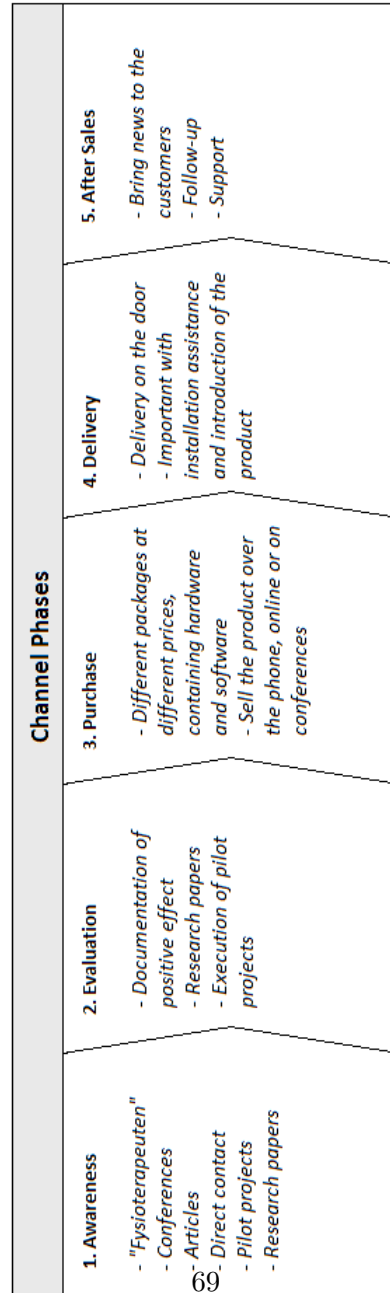 Channel Phases
1. Awareness
- "Fysioterapeuten"
- Conferences
- Articles
- Direct contact
- Pilot projects
- Research papers
2. Evaluation
- Documentation of
positive effect
- Research papers
- Execution of pilot
projects
3. Purchase
- Different packages at
different prices,
containing hardware
and software
- Sell the product over
the phone, online or on
conferences
4. Delivery
- Delivery on the door
- Important with
installation assistance
and introduction of the
product
5. After Sales
- Bring news to the
customers
- Follow-up
- Support
69